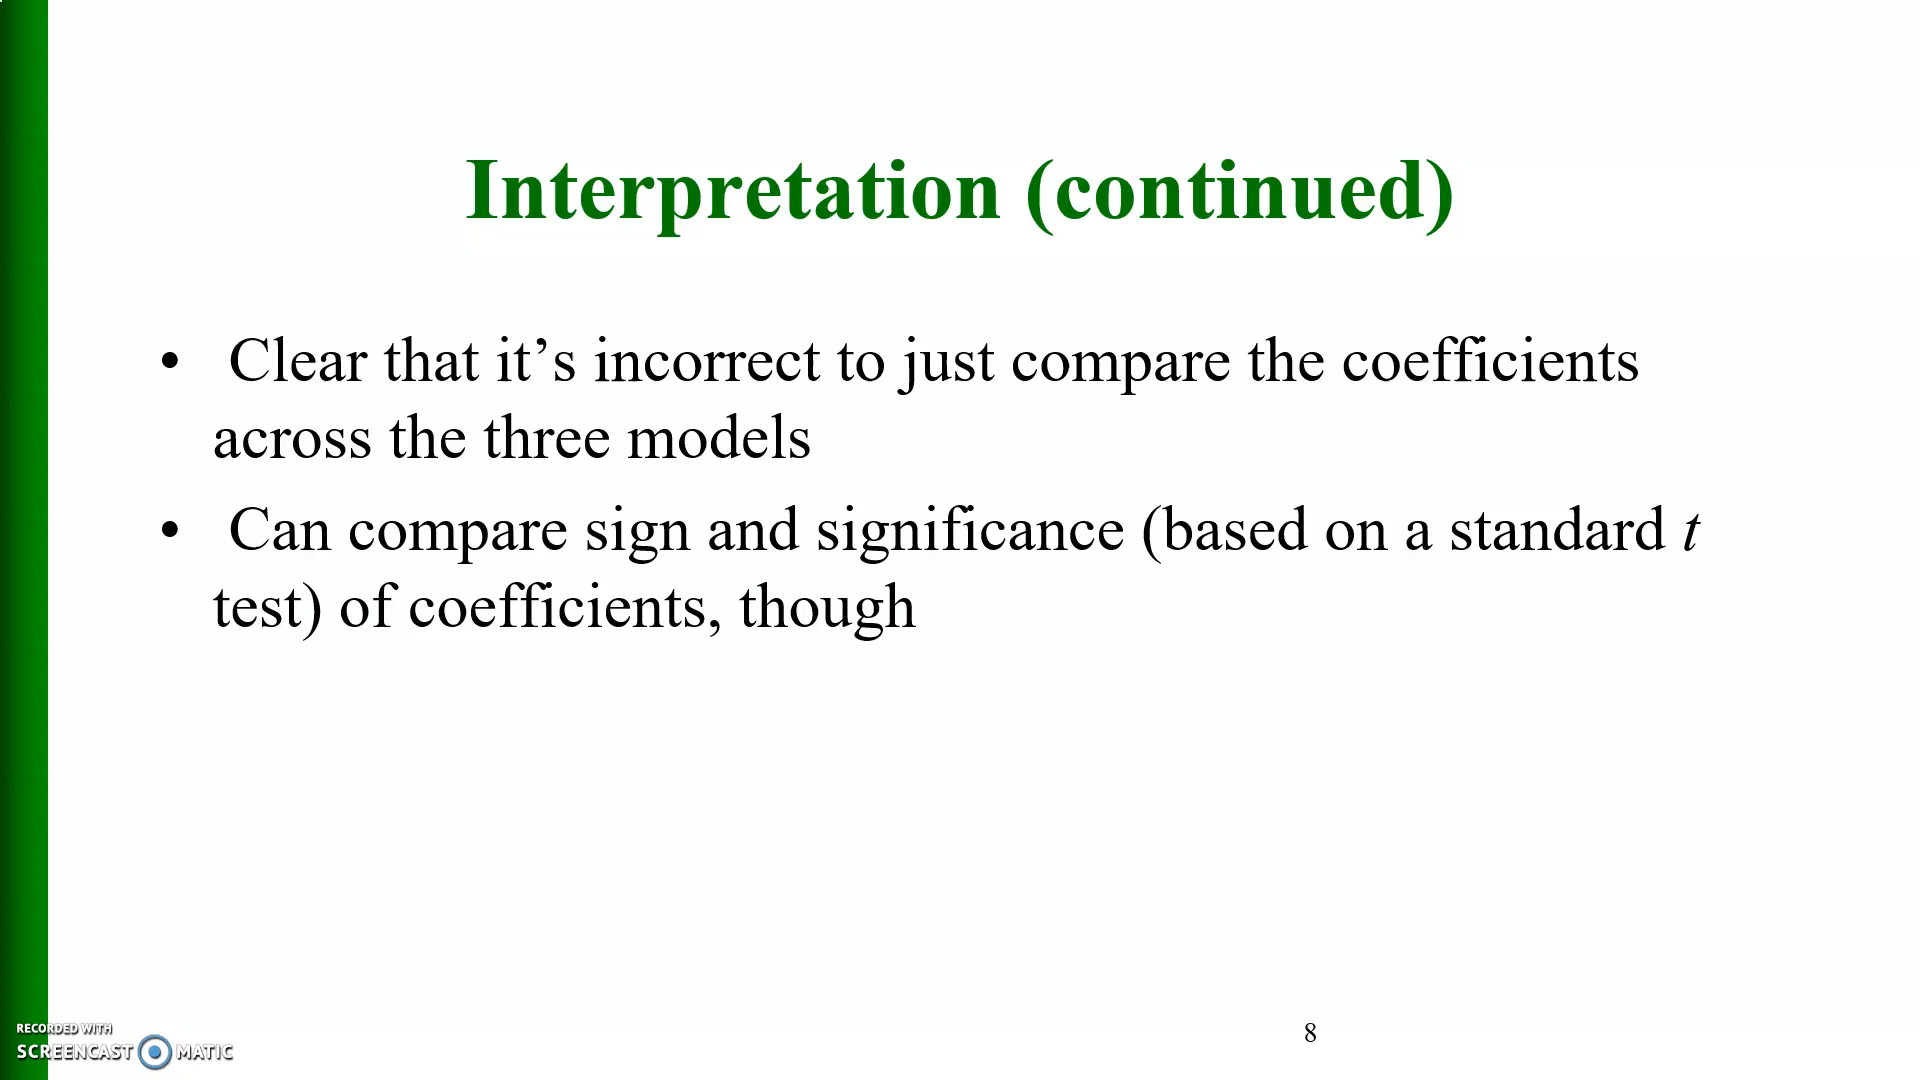 Interpretation (continued)
• Clear that it’s incorrect to just compare the coefficients
across the three models
• Can compare sign and significance (based on a standard t
test) of coefficients, though
8
RECORDED WITH
SCREENCAST MATIC